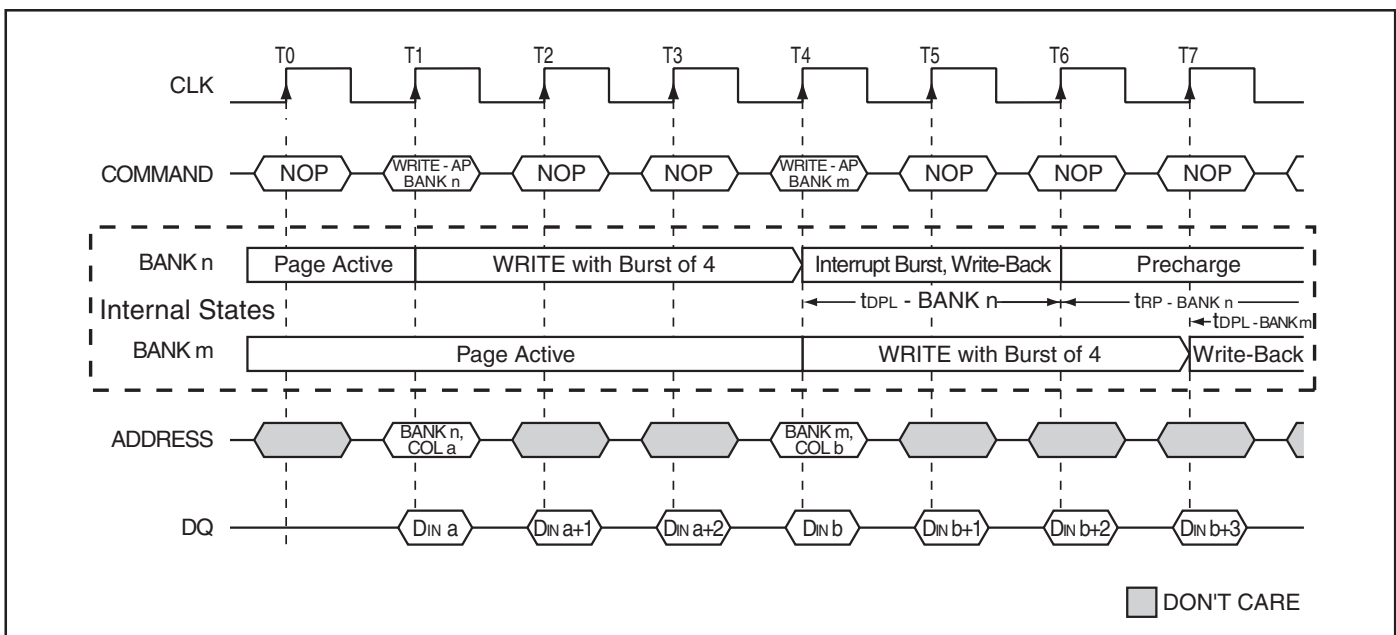 T0 T1 T2 T3 T4 T5 T6 T7
CLK
COMMAND NOP WRITE - AP BANK n NOP NOP WRITE - AP BANK m NOP NOP NOP
BANK n Page Active WRITE with Burst of 4 Interrupt Burst, Write-Back Precharge
Internal States tDPL - BANK n tRP - BANK n
tDPL - BANK m
BANK m Page Active WRITE with Burst of 4 Write-Back
ADDRESS BANK n, COL a BANK m, COL b
DQ DIN a DIN a+1 DIN a+2 DIN b DIN b+1 DIN b+2 DIN b+3
DON'T CARE